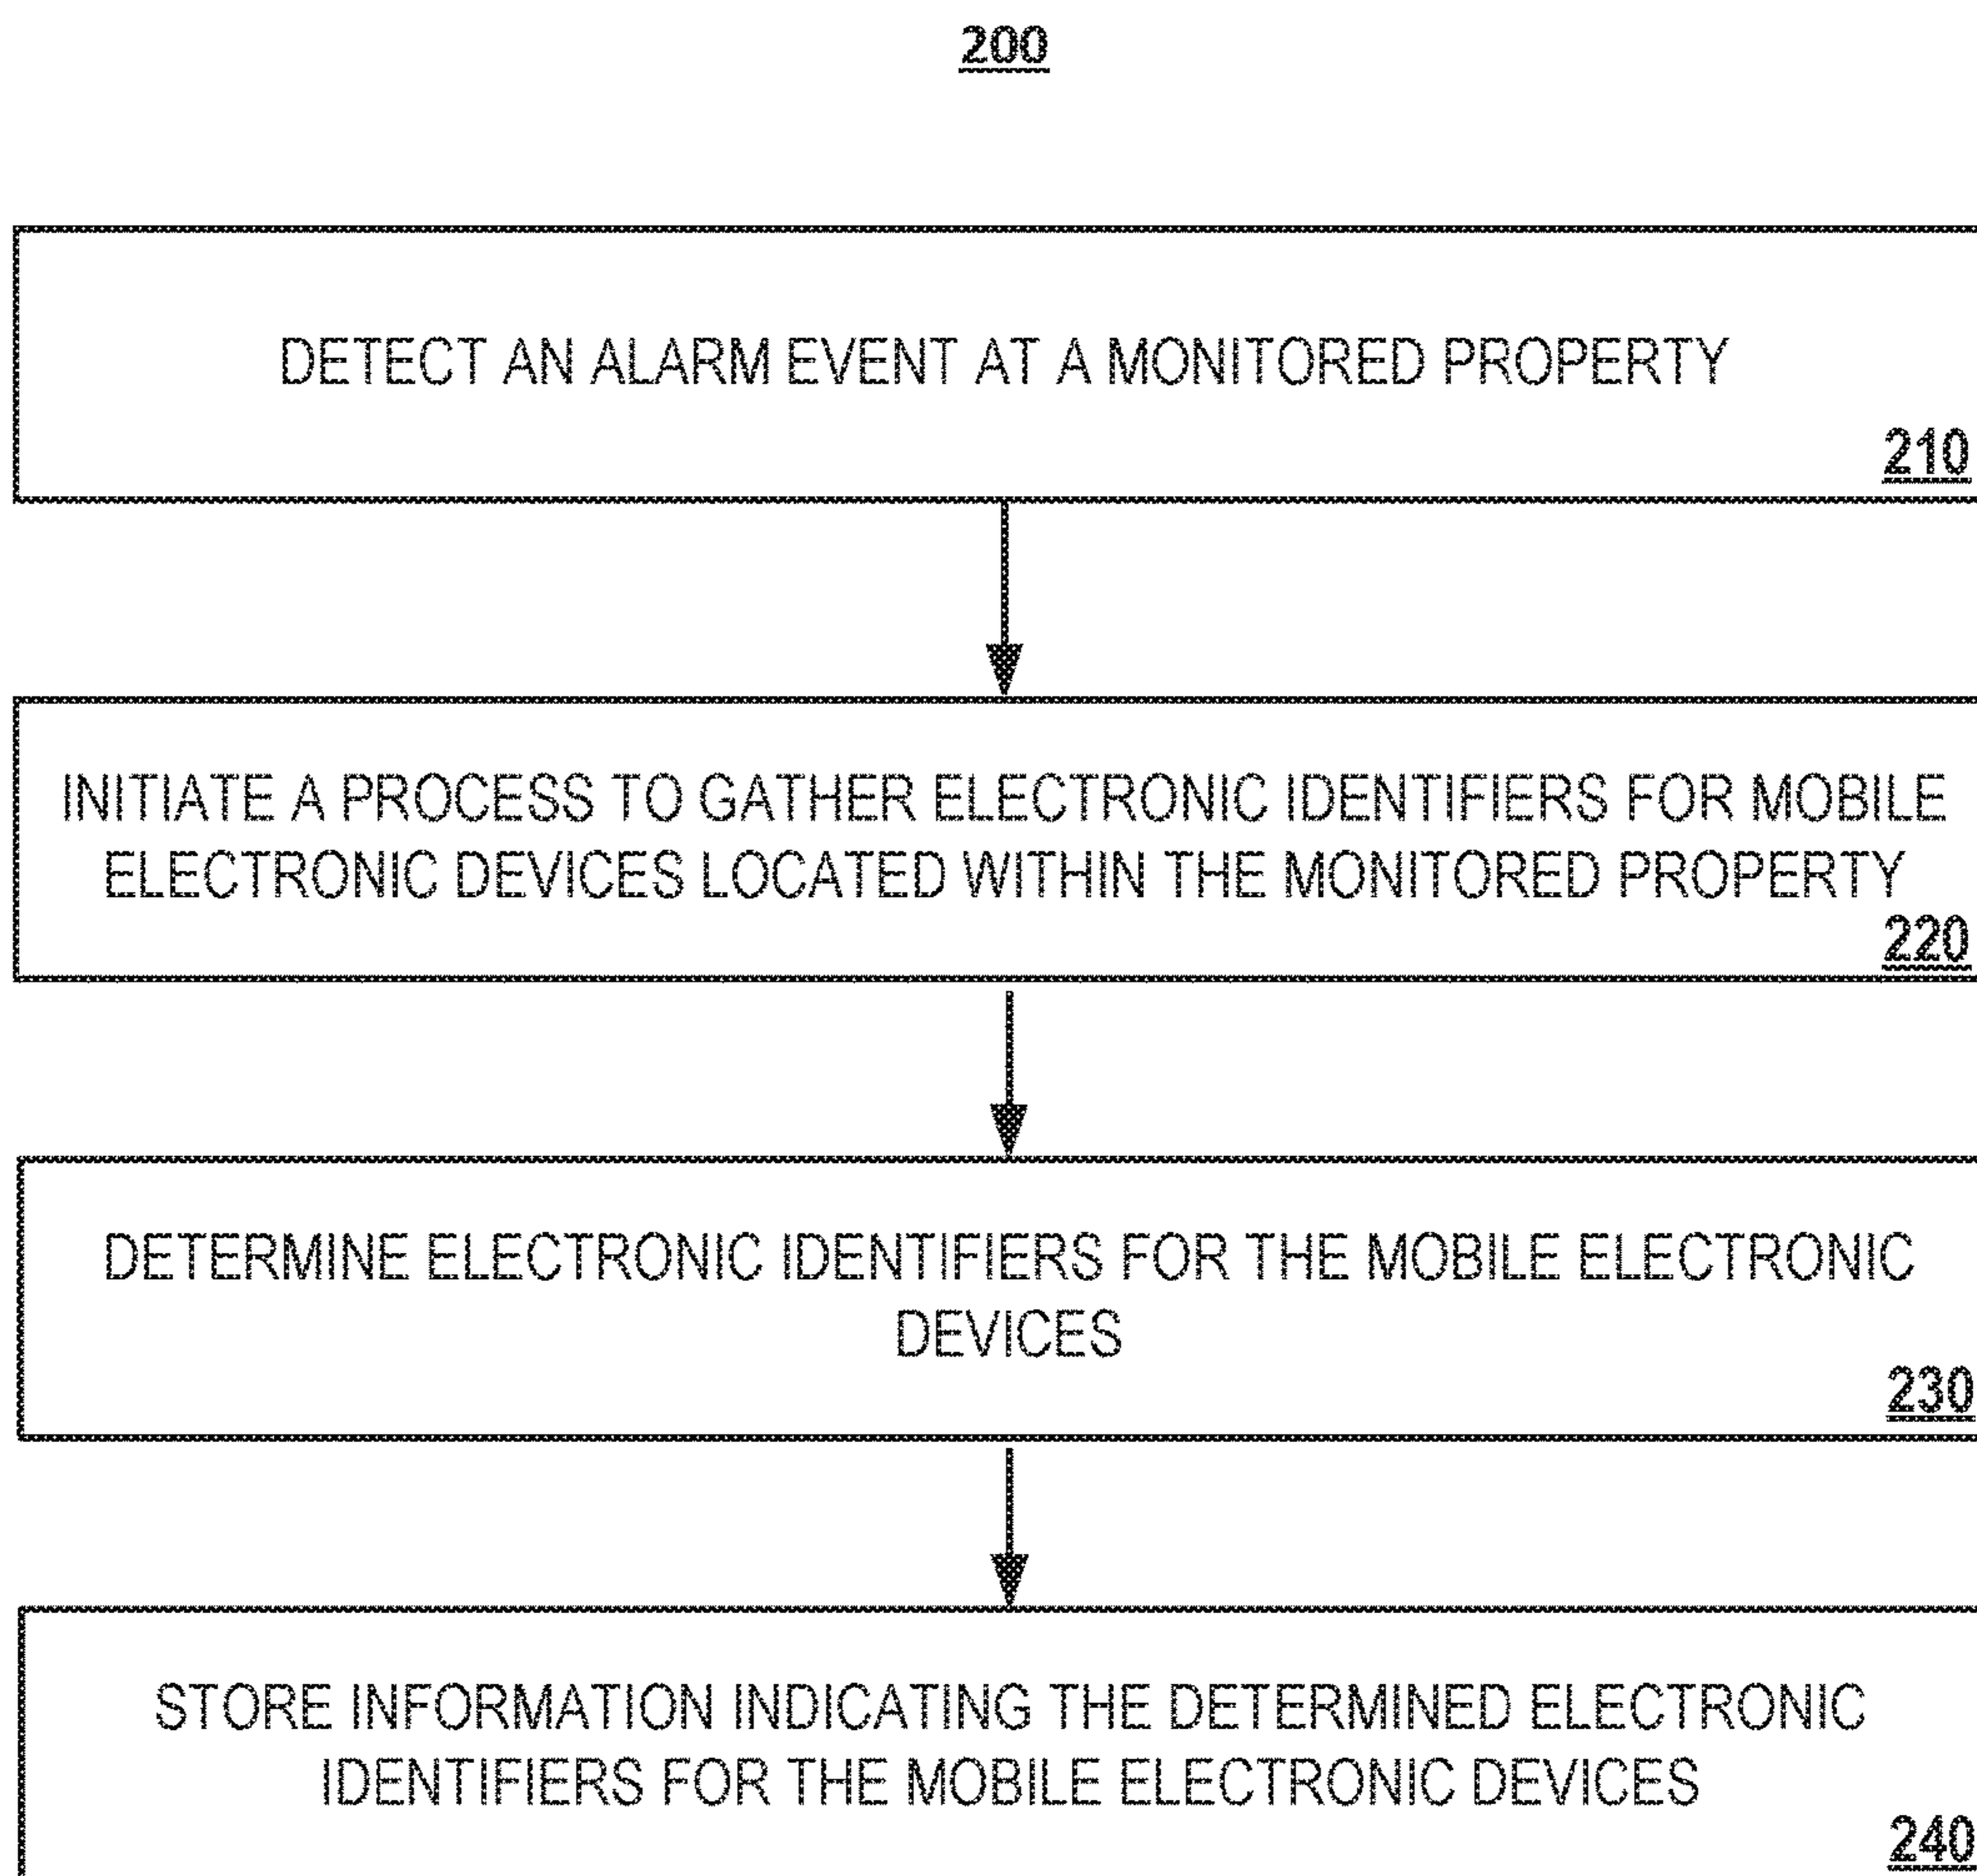 200
DETECT AN ALARM EVENT AT A MONITORED PROPERTY
210
INITIATE A PROCESS TO GATHER ELECTRONIC IDENTIFIERS FOR MOBILE
ELECTRONIC DEVICES LOCATED WITHIN THE MONITORED PROPERTY
220
DETERMINE ELECTRONIC IDENTIFIERS FOR THE MOBILE ELECTRONIC
DEVICES
230
STORE INFORMATION INDICATING THE DETERMINED ELECTRONIC
IDENTIFIERS FOR THE MOBILE ELECTRONIC DEVICES
240